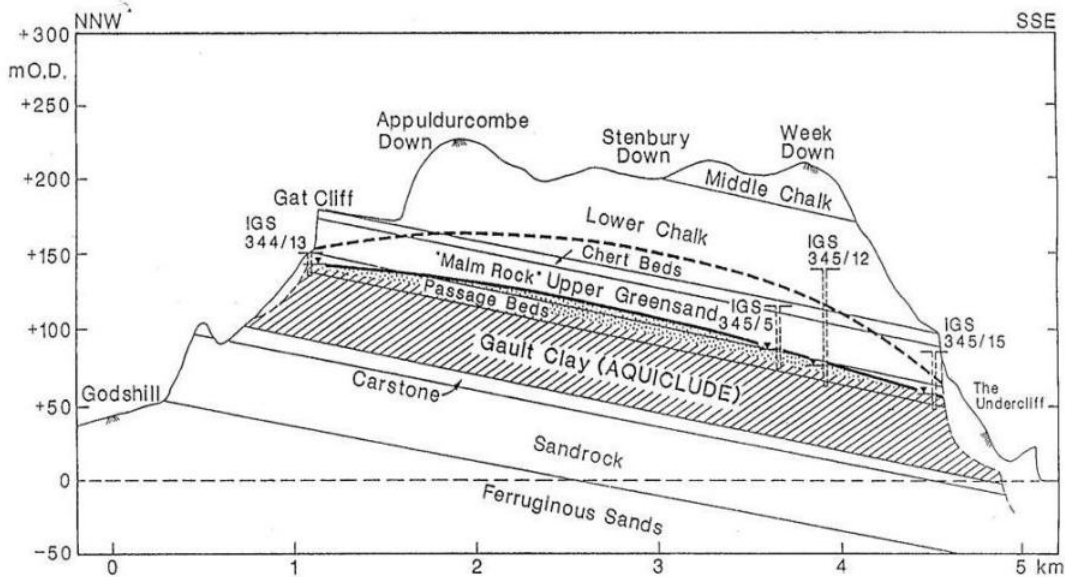 NNW
SSE
+300
mO.D.
+250
+200
+150
+100
+50
0
-50
Appuldurcombe
Down
Stenbury
Down
Week
Down
Middle Chalk
Gat Cliff
IGS
344/13
Lower Chalk
IGS
345/12
Chert Beds
"Malm Rock" Upper Greensand
IGS
345/5
Passage Beds
IGS
345/15
Gault Clay (AQUICLUDE)
Carstone
The
Undercliff
Godshill
Sandrock
Ferruginous Sands
0 1 2 3 4 5 km